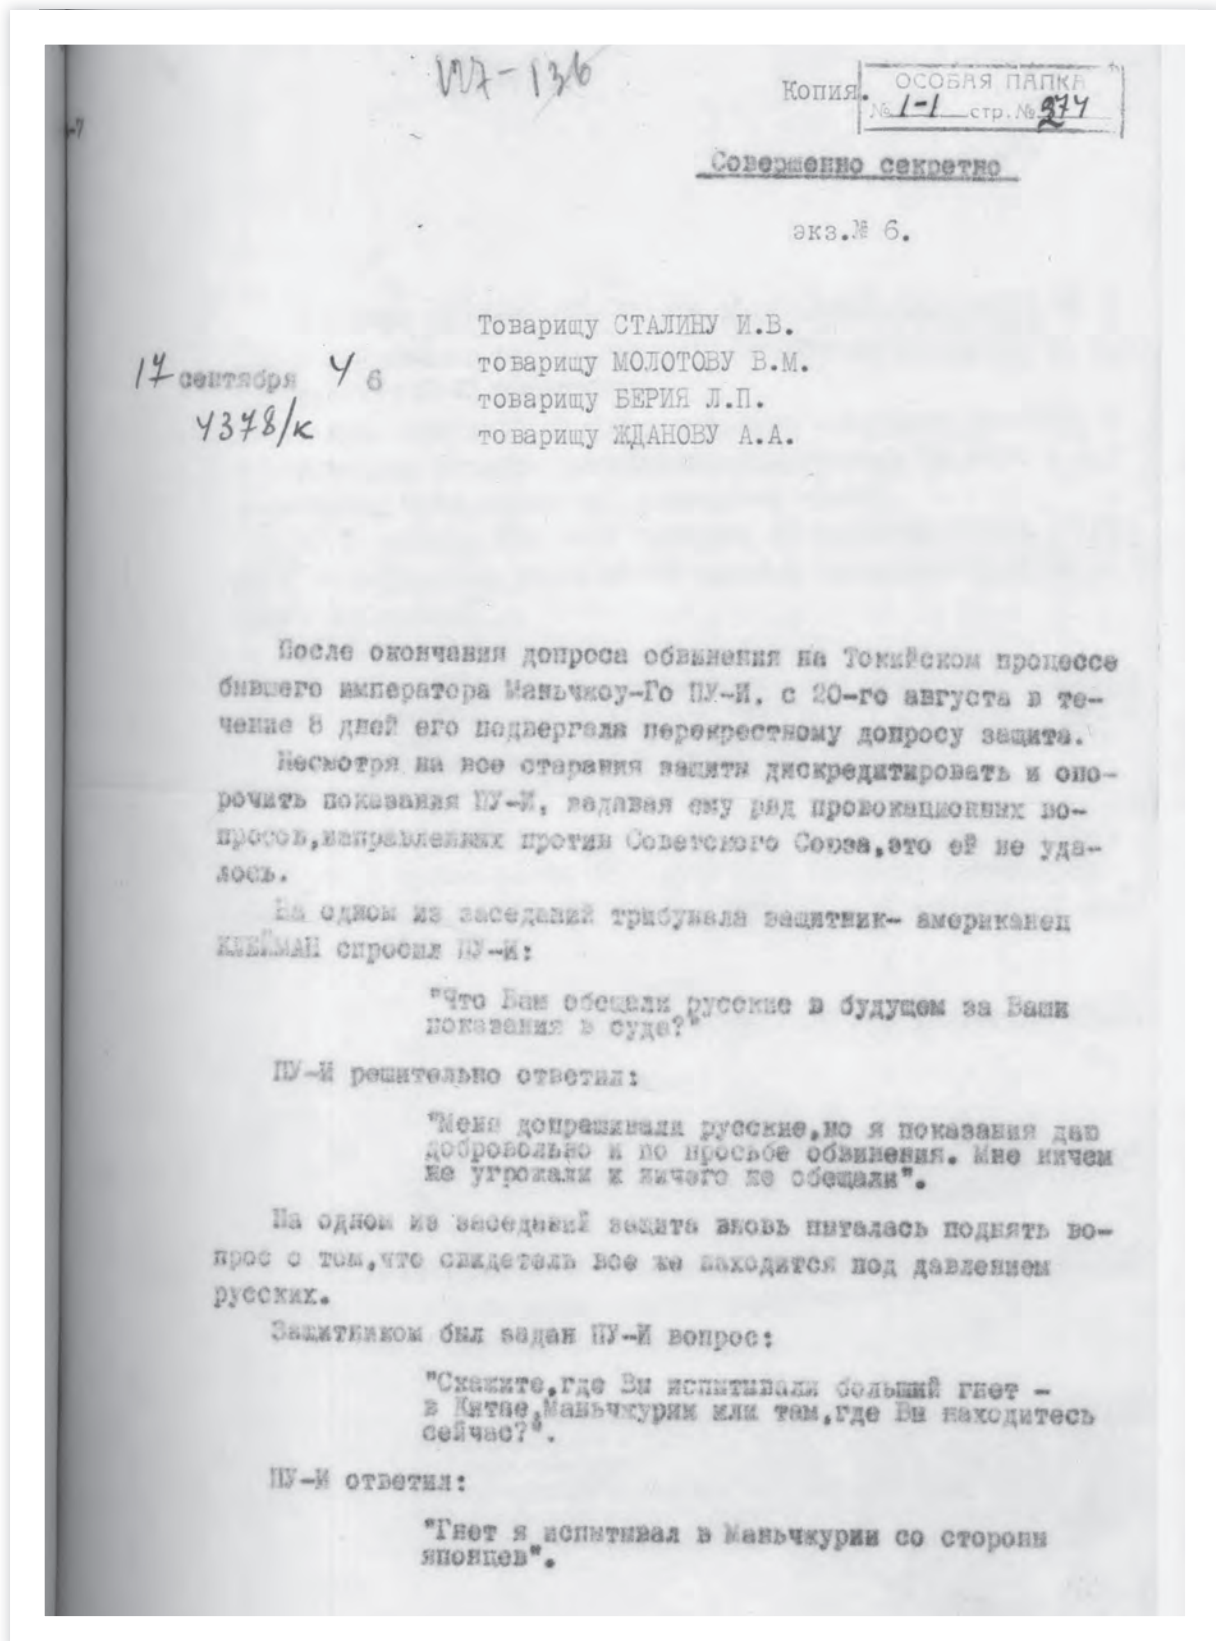 Копия.
ОСОБАЯ ПАПКА
№ 1-1 стр. № 374
Совершенно секретно
экз.№ 6.
Товарищу СТАЛИНУ И.В.
товарищу МОЛОТОВУ В.М.
17 сентября 4 6
товарищу БЕРИЯ Л.П.
4378/к
товарищу ЖДАНОВУ А.А.
После окончания допроса обвинения на Токийском процессе
бывшего императора Маньчжоу-Го ПУ-И, с 20-го августа в те-
чение 8 дней его подвергала перекрестному допросу защита.
Несмотря на все старания защиты дискредитировать и опо-
рочить показания ПУ-И, задавая ему ряд провокационных во-
просов,направленных против Советского Союза,это ей не уда-
лось.
На одном из заседаний трибунала защитник- американец
КЛЕЙМАН спросил ПУ-И:
"Что Вам обещали русские в будущем за Ваши
показания в суде?"
ПУ-И решительно ответил:
"Меня допрашивали русские,но я показания даю
добровольно и по просьбе обвинения. Мне ничем
не угрожали и ничего не обещали".
На одном из заседаний защита вновь пыталась поднять во-
прос о том,что свидетель все же находится под давлением
русских.
Защитником был задан ПУ-И вопрос:
"Скажите,где Вы испытывали больший гнет -
в Китае,Маньчжурии или там,где Вы находитесь
сейчас?".
ПУ-И ответил:
"Гнет я испытывал в Маньчжурии со стороны
японцев".